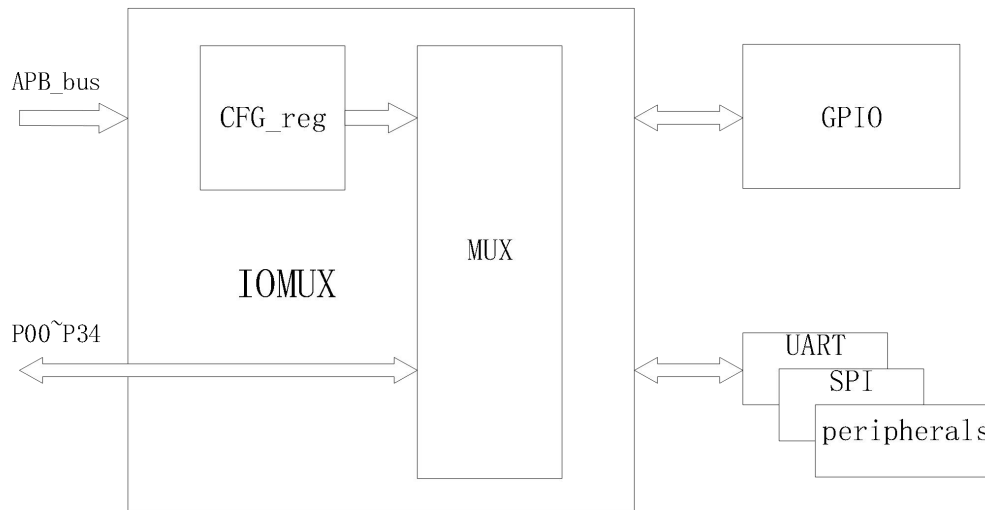 APB_bus
CFG_reg
GPIO
MUX
IOMUX
P00~P34
UART
SPI
peripherals